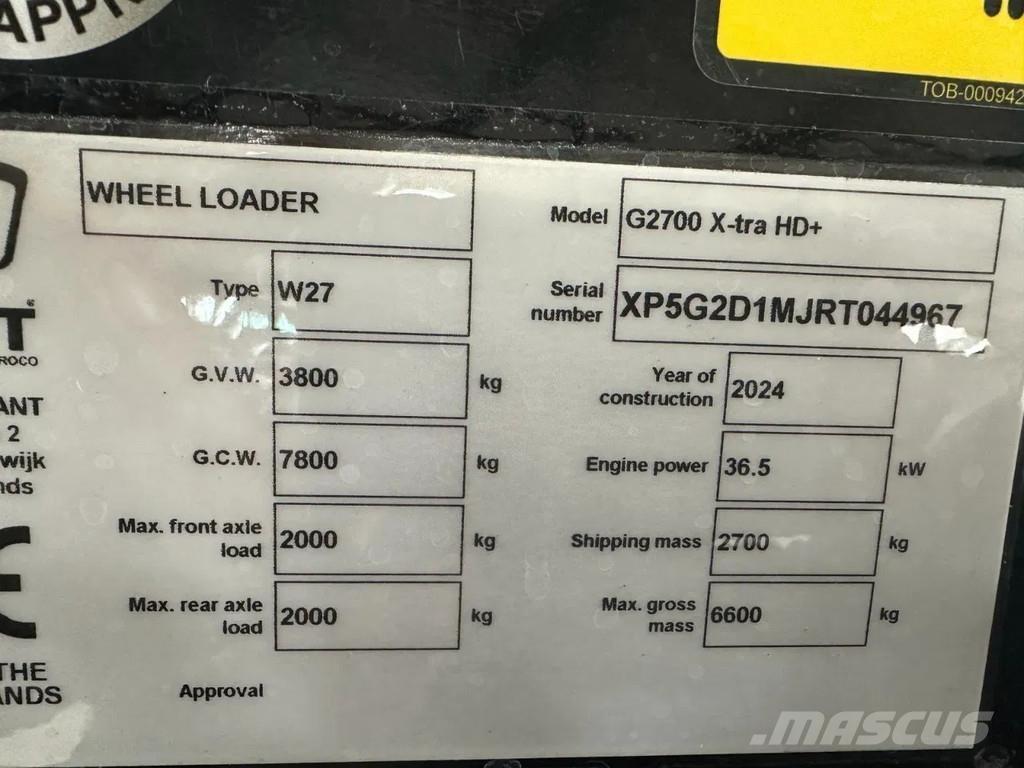 APPR
TOB-000942
WHEEL LOADER
Model G2700 X-tra HD+
Type W27
Serial number XP5G2D1MJRT044967
G.V.W. 3800 kg
Year of construction 2024
G.C.W. 7800 kg
Engine power 36.5 kW
Max. front axle load 2000 kg
Shipping mass 2700 kg
Max. rear axle load 2000 kg
Max. gross mass 6600 kg
Approval
T®
ROCO
ANT
2
wijk
nds
CE
THE
ANDS
.MASCUS